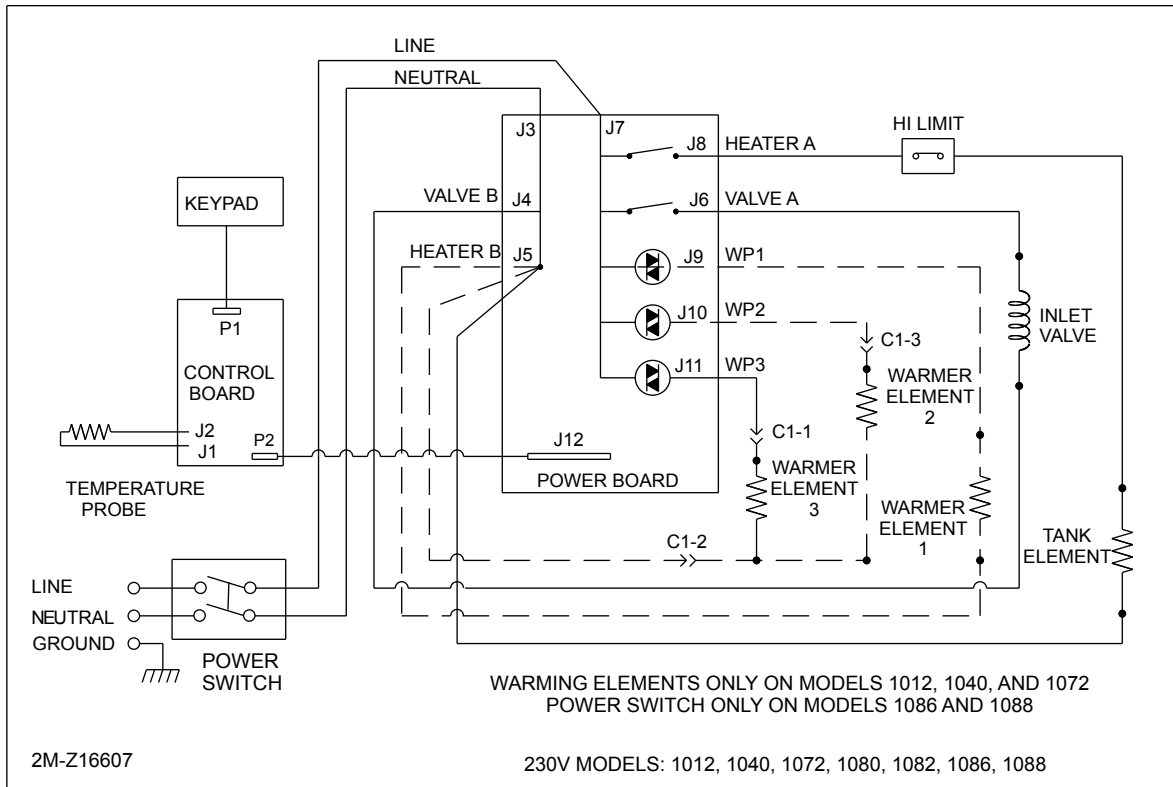 LINE
NEUTRAL
J3
J7
J8
HEATER A
HI LIMIT
KEYPAD
VALVE B
J4
J6
VALVE A
HEATER B
J5
J9
WP1
P1
J10
WP2
INLET
VALVE
CONTROL
BOARD
C1-3
J11
WP3
WARMER
ELEMENT
2
J2
J1
P2
J12
C1-1
POWER BOARD
WARMER
ELEMENT
3
TEMPERATURE
PROBE
WARMER
ELEMENT
1
TANK
ELEMENT
C1-2
LINE
NEUTRAL
GROUND
POWER
SWITCH
WARMING ELEMENTS ONLY ON MODELS 1012, 1040, AND 1072
POWER SWITCH ONLY ON MODELS 1086 AND 1088
2M-Z16607
230V MODELS: 1012, 1040, 1072, 1080, 1082, 1086, 1088